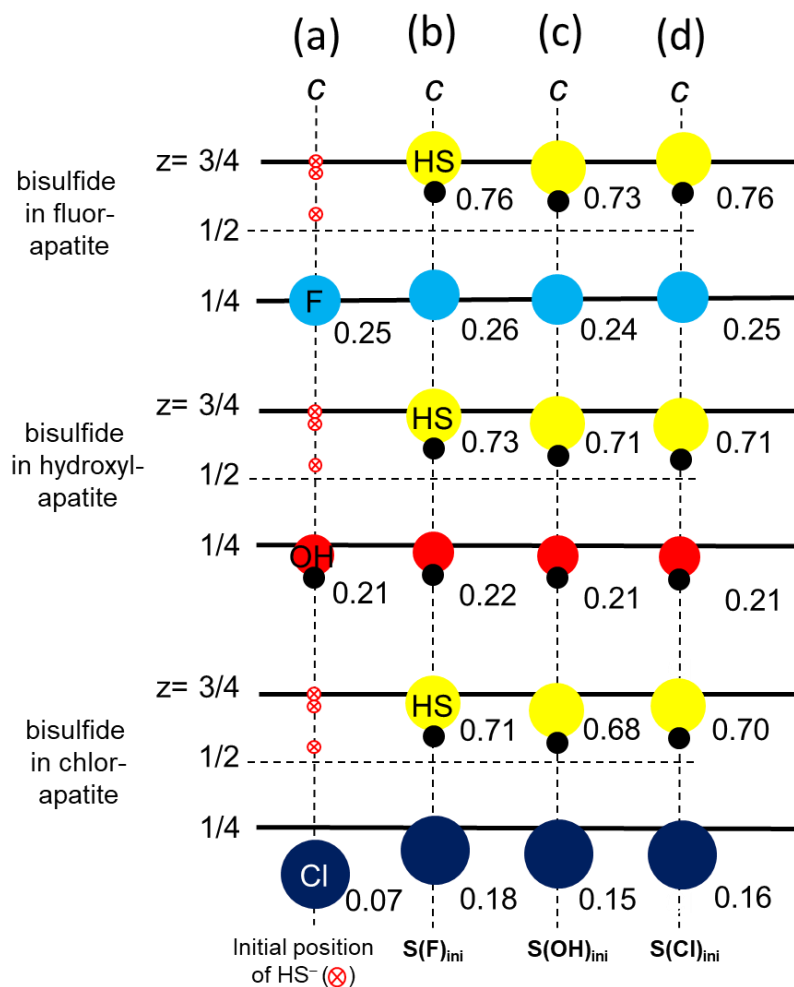 (a) (b) (c) (d)
c c c c
z= 3/4 HS
bisulfide
in fluor-
apatite
0.76 0.73 0.76
1/2
1/4 F
0.25 0.26 0.24 0.25
z= 3/4 HS
bisulfide
in hydroxyl-
apatite
0.73 0.71 0.71
1/2
1/4 OH
0.21 0.22 0.21 0.21
z= 3/4 HS
bisulfide
in chlor-
apatite
0.71 0.68 0.70
1/2
1/4
Cl
0.07 0.18 0.15 0.16
Initial position
of HS⁻ (⊗)
S(F)ini S(OH)ini S(Cl)ini